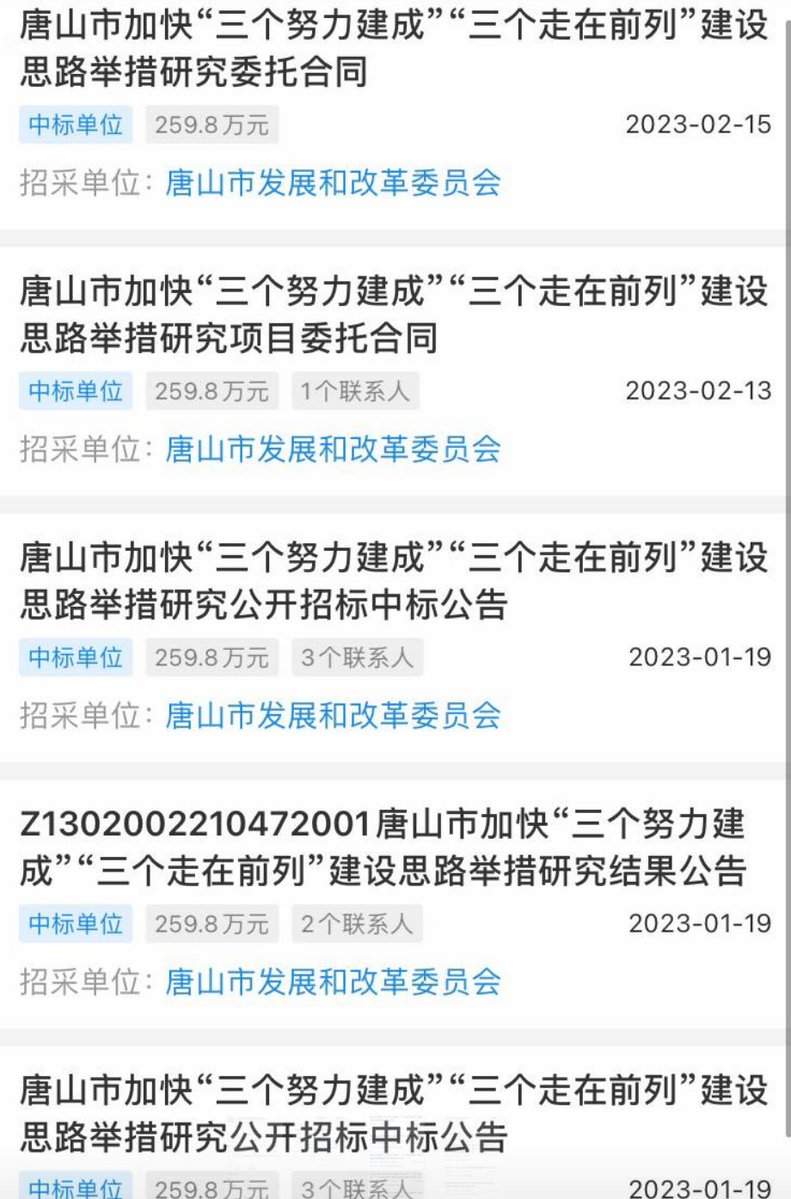 唐山市加快“三个努力建成”“三个走在前列”建设
思路举措研究委托合同
中标单位 259.8万元 2023-02-15
招采单位：唐山市发展和改革委员会
唐山市加快“三个努力建成”“三个走在前列”建设
思路举措研究项目委托合同
中标单位 259.8万元 1个联系人 2023-02-13
招采单位：唐山市发展和改革委员会
唐山市加快“三个努力建成”“三个走在前列”建设
思路举措研究公开招标中标公告
中标单位 259.8万元 3个联系人 2023-01-19
招采单位：唐山市发展和改革委员会
Z1302002210472001唐山市加快“三个努力建
成”“三个走在前列”建设思路举措研究结果公告
中标单位 259.8万元 2个联系人 2023-01-19
招采单位：唐山市发展和改革委员会
唐山市加快“三个努力建成”“三个走在前列”建设
思路举措研究公开招标中标公告
中标单位 259.8万元 3个联系人 2023-01-19